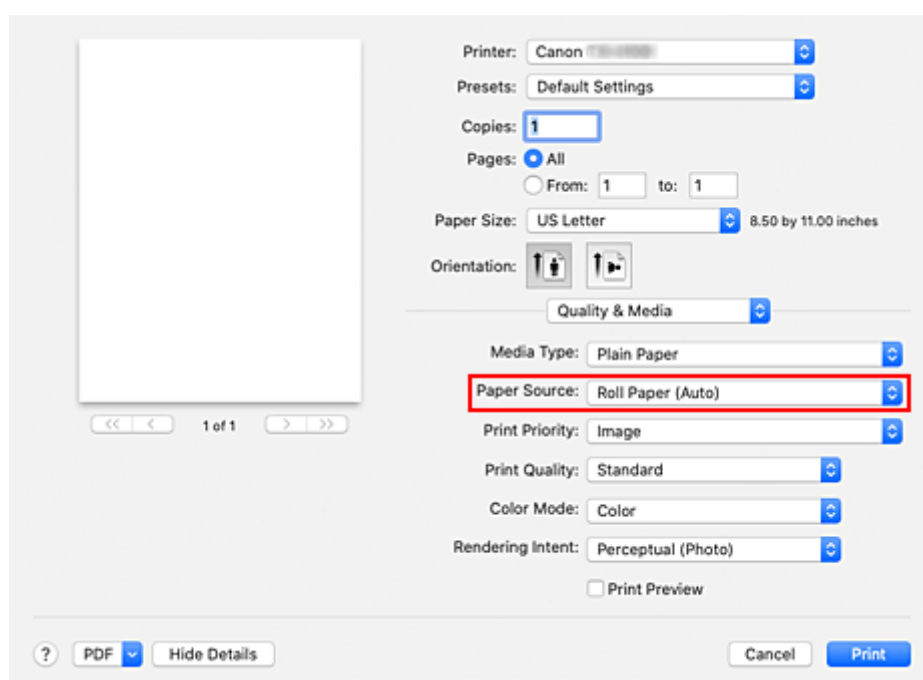 Printer: Canon
Presets: Default Settings
Copies: 1
Pages: All
From: 1 to: 1
Paper Size: US Letter 8.50 by 11.00 inches
Orientation:
Quality & Media
Media Type: Plain Paper
Paper Source: Roll Paper (Auto)
<< < 1 of 1 > >>
Print Priority: Image
Print Quality: Standard
Color Mode: Color
Rendering Intent: Perceptual (Photo)
Print Preview
? PDF Hide Details Cancel Print